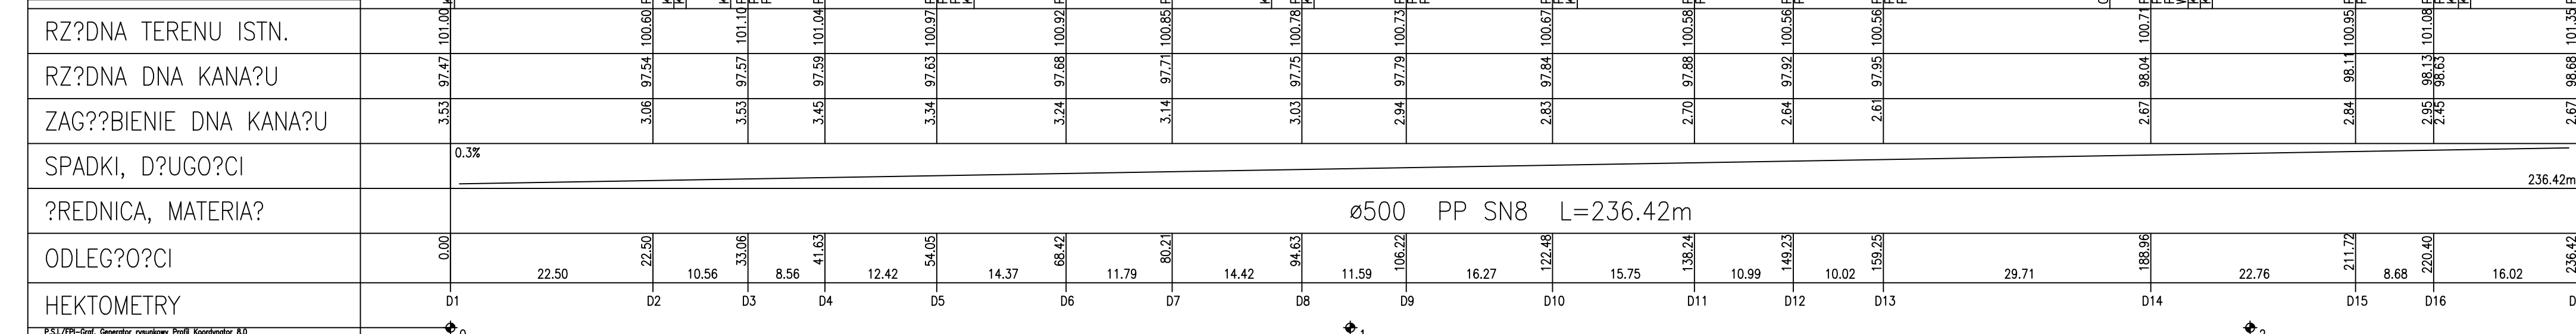 RZ?DNA TERENU ISTN. 101.00 100.60 101.10 101.04 100.97 100.92 100.85 100.78 100.73 100.67 100.58 100.56 100.56 100.71 100.95 101.08 101.35
RZ?DNA DNA KANA?U 97.47 97.54 97.57 97.59 97.63 97.68 97.71 97.75 97.79 97.84 97.88 97.92 97.95 98.04 98.11 98.13 98.63 98.68
ZAG??BIENIE DNA KANA?U 3.53 3.06 3.53 3.45 3.34 3.24 3.14 3.03 2.94 2.83 2.70 2.64 2.61 2.67 2.84 2.95 2.45 2.67
SPADKI, D?UGO?CI 0.3% 236.42m
?REDNICA, MATERIA? ø500 PP SN8 L=236.42m
ODLEG?O?CI 0.00 22.50 33.06 41.63 54.05 68.42 80.21 94.63 106.22 122.48 138.24 149.23 159.25 188.96 211.72 220.40 236.42
22.50 10.56 8.56 12.42 14.37 11.79 14.42 11.59 16.27 15.75 10.99 10.02 29.71 22.76 8.68 16.02
HEKTOMETRY D1 D2 D3 D4 D5 D6 D7 D8 D9 D10 D11 D12 D13 D14 D15 D16 D
P.S.I./EPI-Graf, Generator rysunkowy Profil Koordynator 8.0